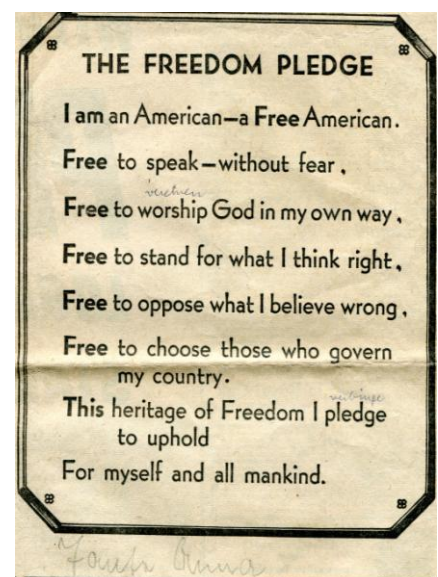 THE FREEDOM PLEDGE
I am an American—a Free American.
Free to speak—without fear,
Free to worship God in my own way,
Free to stand for what I think right,
Free to oppose what I believe wrong,
Free to choose those who govern
my country.
This heritage of Freedom I pledge
to uphold
For myself and all mankind.
Anna